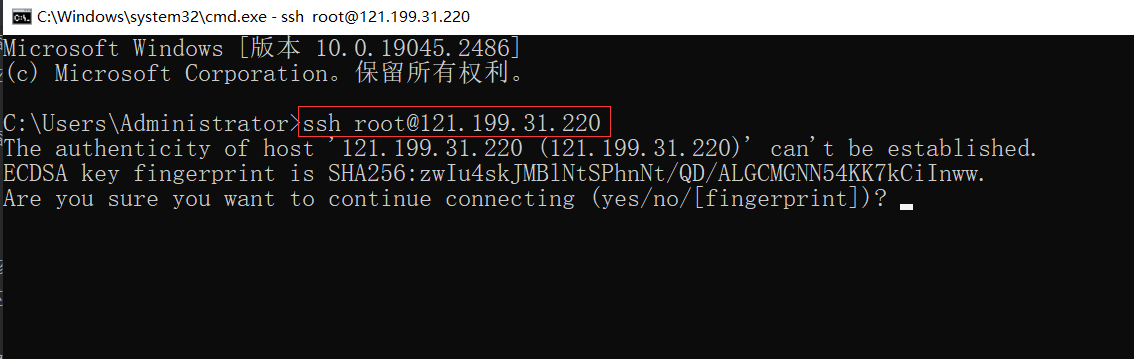 C:\Windows\system32\cmd.exe - ssh  root@121.199.31.220
Microsoft Windows [版本 10.0.19045.2486]
(c) Microsoft Corporation。保留所有权利。
C:\Users\Administrator>ssh root@121.199.31.220
The authenticity of host '121.199.31.220 (121.199.31.220)' can't be established.
ECDSA key fingerprint is SHA256:zwIu4skJMBlNtSPhnNt/QD/ALGCMGNN54KK7kCiInww.
Are you sure you want to continue connecting (yes/no/[fingerprint])?